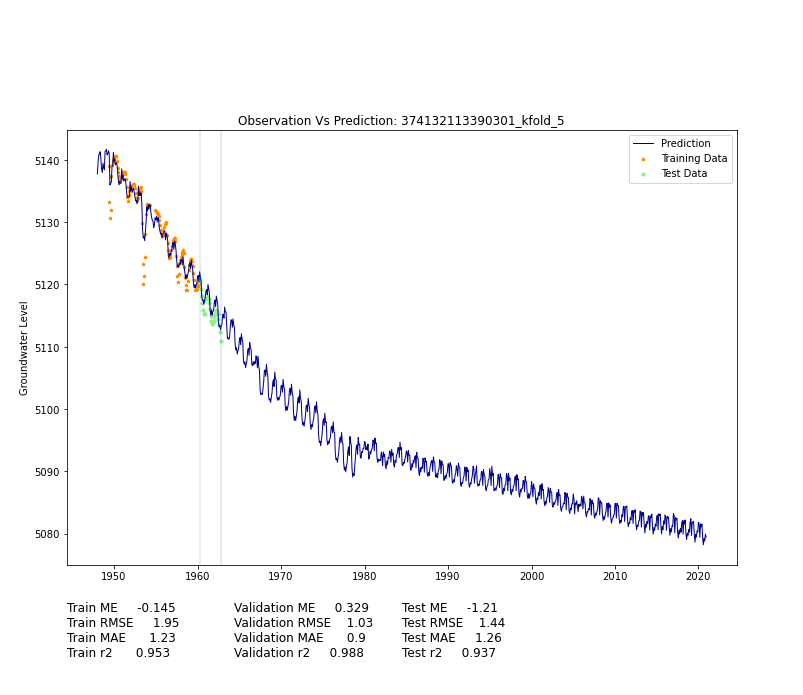 Observation Vs Prediction: 374132113390301_kfold_5
Prediction
Training Data
Test Data
Groundwater Level
5140
5130
5120
5110
5100
5090
5080
1950 1960 1970 1980 1990 2000 2010 2020
Train ME -0.145 Validation ME 0.329 Test ME -1.21
Train RMSE 1.95 Validation RMSE 1.03 Test RMSE 1.44
Train MAE 1.23 Validation MAE 0.9 Test MAE 1.26
Train r2 0.953 Validation r2 0.988 Test r2 0.937